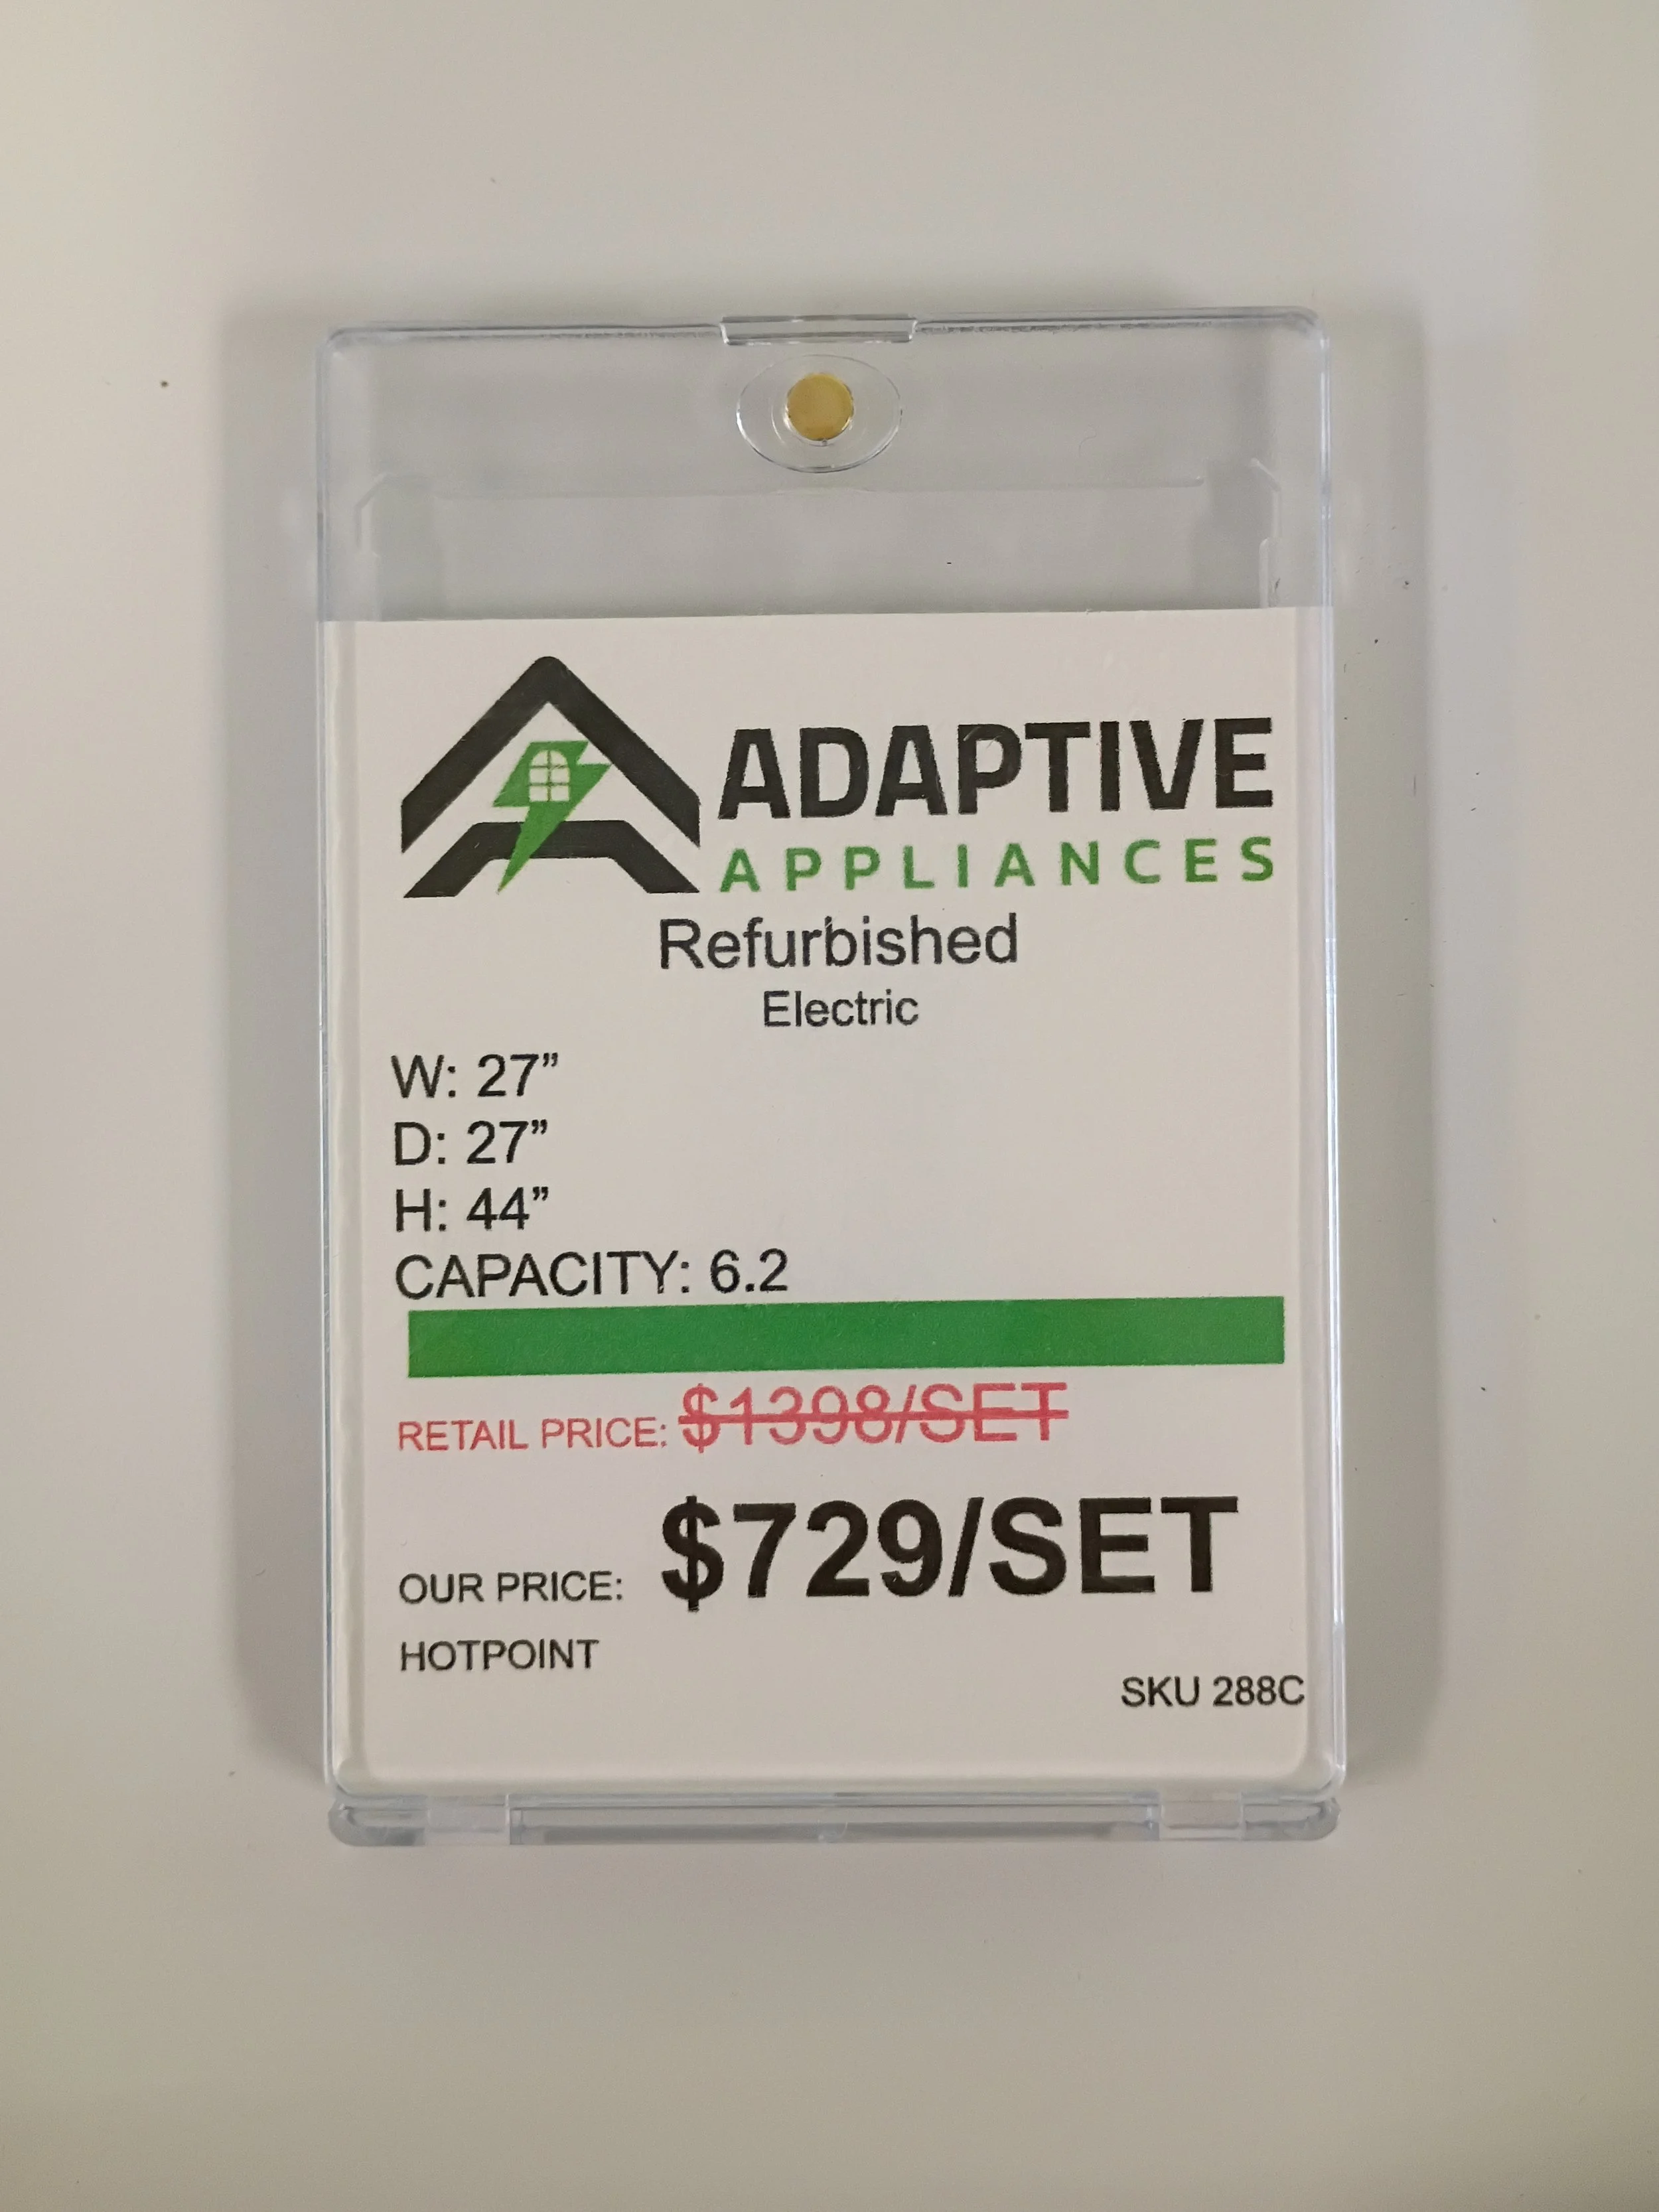 ADAPTIVE
APPLIANCES
Refurbished
Electric
W: 27”
D: 27”
H: 44”
CAPACITY: 6.2
RETAIL PRICE: $1398/SET
OUR PRICE: $729/SET
HOTPOINT
SKU 288C